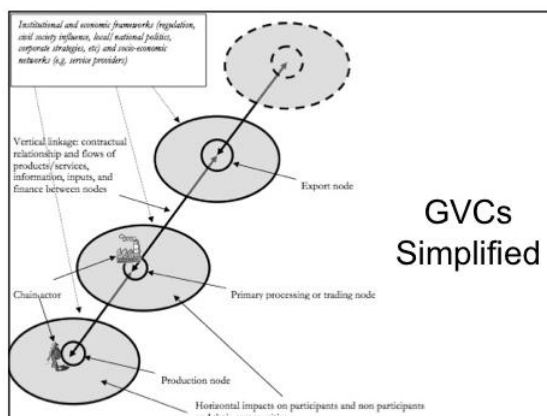 Institutional and economic frameworks (regulation,
civil society influence, local/ national politics,
corporate strategies, etc) and socio-economic
networks (e.g. service providers)
Vertical linkage: contractual
relationship and flows of
products/services,
information, inputs, and
finance between nodes
Export node
GVCs
Simplified
Chain actor
Primary processing or trading node
Production node
Horizontal impacts on participants and non participants